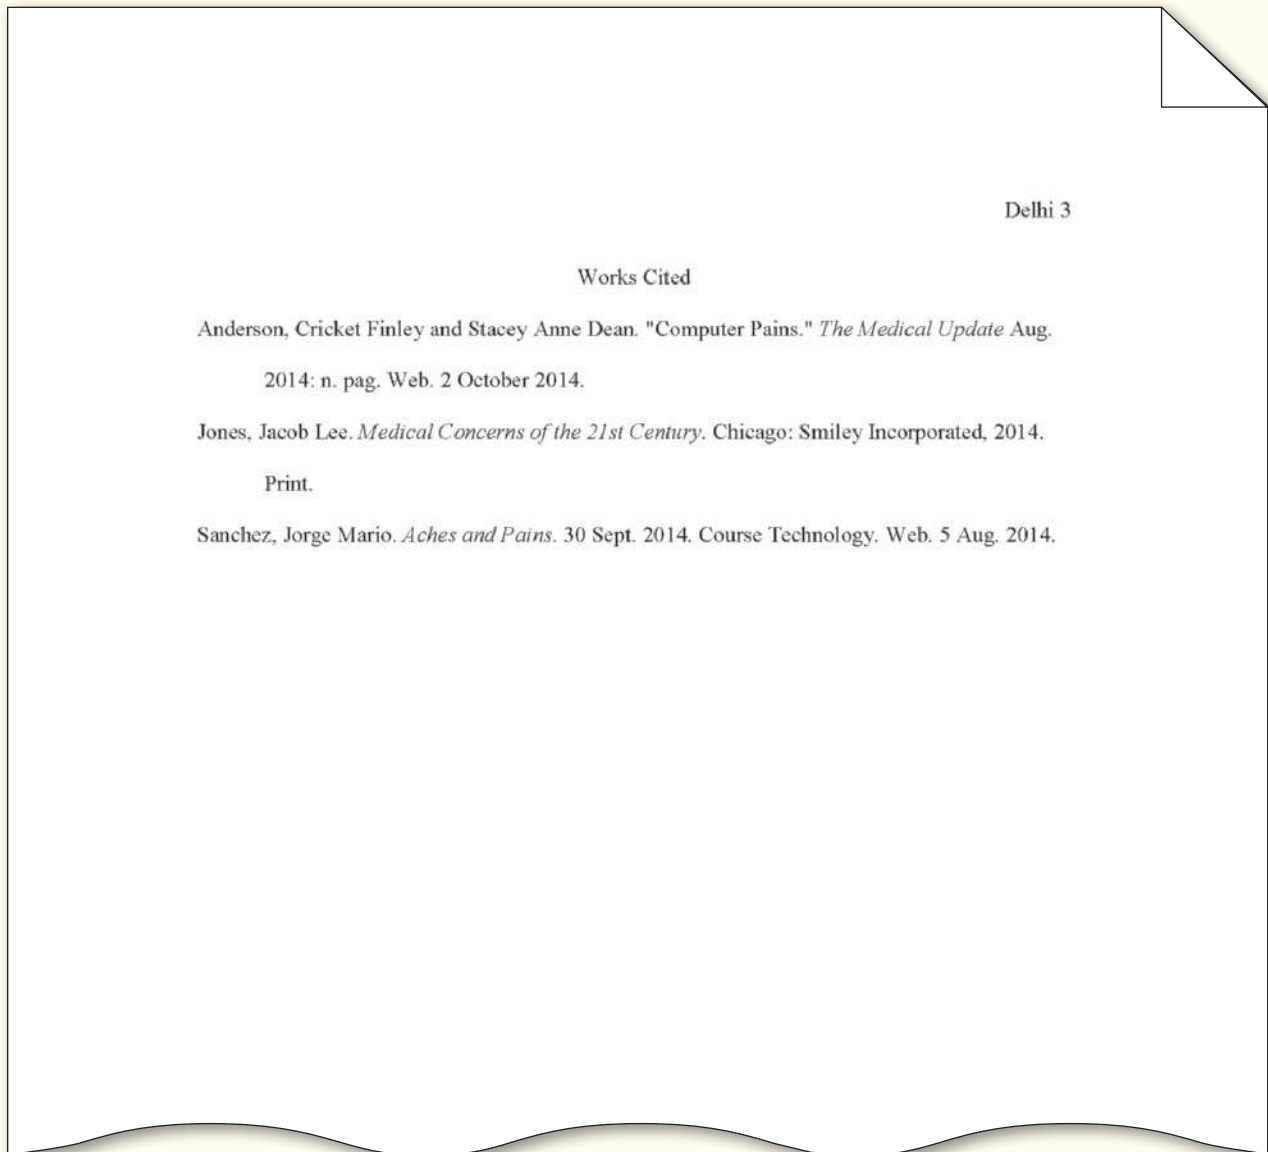 Delhi 3
Works Cited
Anderson, Cricket Finley and Stacey Anne Dean. "Computer Pains." The Medical Update Aug.
2014: n. pag. Web. 2 October 2014.
Jones, Jacob Lee. Medical Concerns of the 21st Century. Chicago: Smiley Incorporated, 2014.
Print.
Sanchez, Jorge Mario. Aches and Pains. 30 Sept. 2014. Course Technology. Web. 5 Aug. 2014.